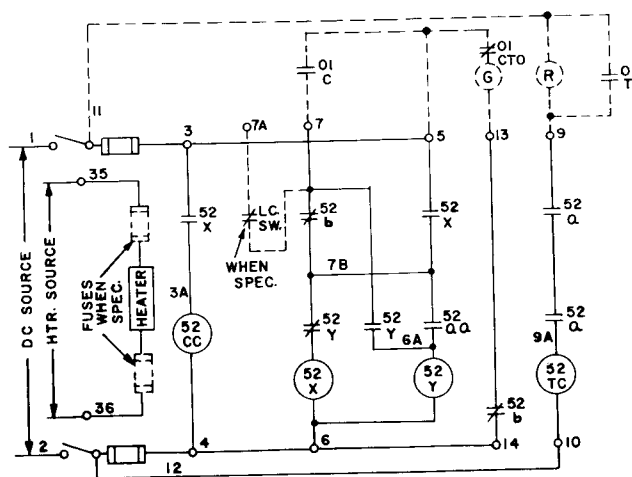 01
C
01
CTO
G
R
01
T
11
1
3
7A
7
5
13
9
35
52
X
L.C.
SW.
WHEN
SPEC.
52
b
52
X
52
a
DC SOURCE
HTR. SOURCE
FUSES
WHEN
SPEC.
HEATER
7B
3A
52
CC
52
Y
52
Y
52
aa
6A
52
a
9A
52
X
52
Y
52
TC
36
52
b
2
12
4
6
14
10